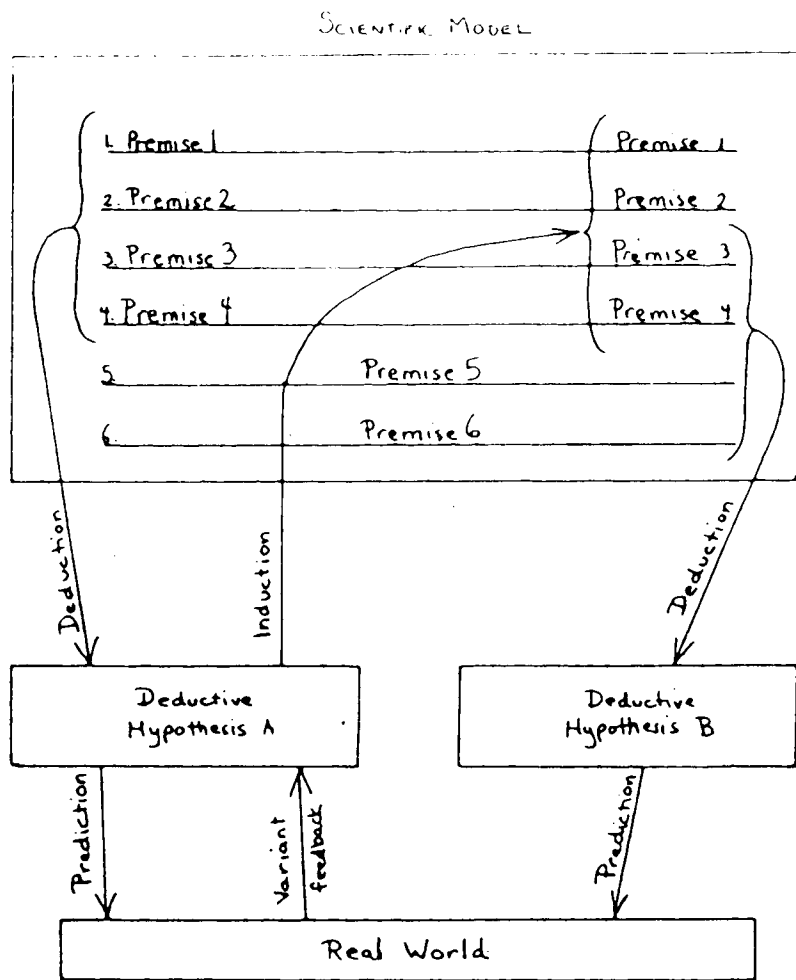 SCIENTIFIC MODEL
1. Premise 1 Premise 1
2. Premise 2 Premise 2
3. Premise 3 Premise 3
4. Premise 4 Premise 4
5. Premise 5
6. Premise 6
Deduction
Induction
Deduction
Deductive
Hypothesis A
Deductive
Hypothesis B
Prediction
Variant
feedback
Prediction
Real World